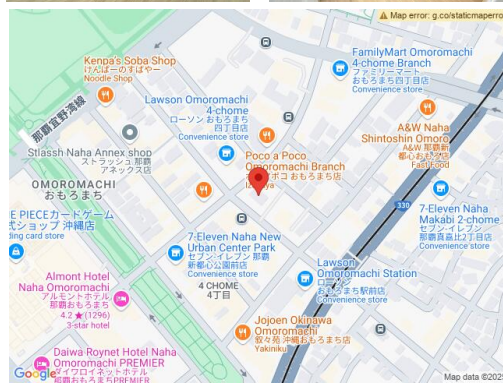 Map error: g.co/staticmaperro
Kenpa's Soba Shop
けんぱーのすばやー
Noodle Shop
FamilyMart Omoromachi
4-chome Branch
ファミリーマート
おもろまち四丁目店
Convenience store
那覇宜野湾線
Lawson Omoromachi
4-chome
ローソン おもろまち
四丁目店
Convenience store
A&W Naha
Shintoshin Omoro
A&W 那覇新
都心おもろ店
Fast Food
Stlassh Naha Annex shop
ストラッシュ 那覇
アネックス店
Poco a Poco
Omoromachi Branch
ポコ おもろまち店
OMOROMACHI
おもろまち
330
7-Eleven Naha
Makabi 2-chome
セブン-イレブン
那覇真嘉比2丁目店
Convenience store
E PIECEカードゲーム
式ショップ 沖縄店
ding card store
7-Eleven Naha New
Urban Center Park
セブン-イレブン 那覇
新都心公園前店
Convenience store
Lawson
Omoromachi Station
おもろまち駅前店
Convenience store
Almont Hotel
Naha Omoromachi
アルモントホテル
那覇おもろまち
4.2★(1296)
3-star hotel
4 CHOME
4丁目
Jojoen Okinawa
Omoromachi
叙々苑 沖縄おもろまち店
Yakiniku
Daiwa Roynet Hotel Naha
Omoromachi PREMIER
ダイワロイネットホテル
那覇おもろまちPREMIER
Google
Map data ©202